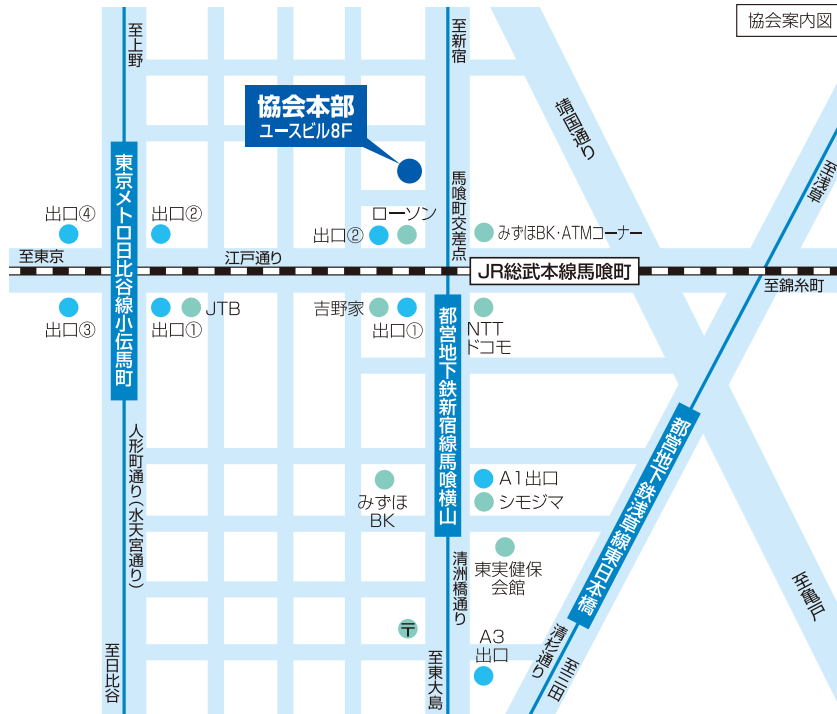 協会案内図
至上野
至新宿
協会本部
ユースビル8F
靖国通り
至浅草
東京メトロ日比谷線小伝馬町
馬喰町交差点
出口④
出口②
ローソン
出口②
みずほBK・ATMコーナー
至東京
江戸通り
JR総武本線馬喰町
至錦糸町
出口③
出口①
JTB
吉野家
出口①
NTT
ドコモ
都営地下鉄新宿線馬喰横山
都営地下鉄浅草線東日本橋
人形町通り(水天宮通り)
みずほ
BK
A1出口
シモジマ
清洲橋通り
東実健保
会館
至亀戸
〒
A3
出口
清杉通り
至三田
至日比谷
至東大島